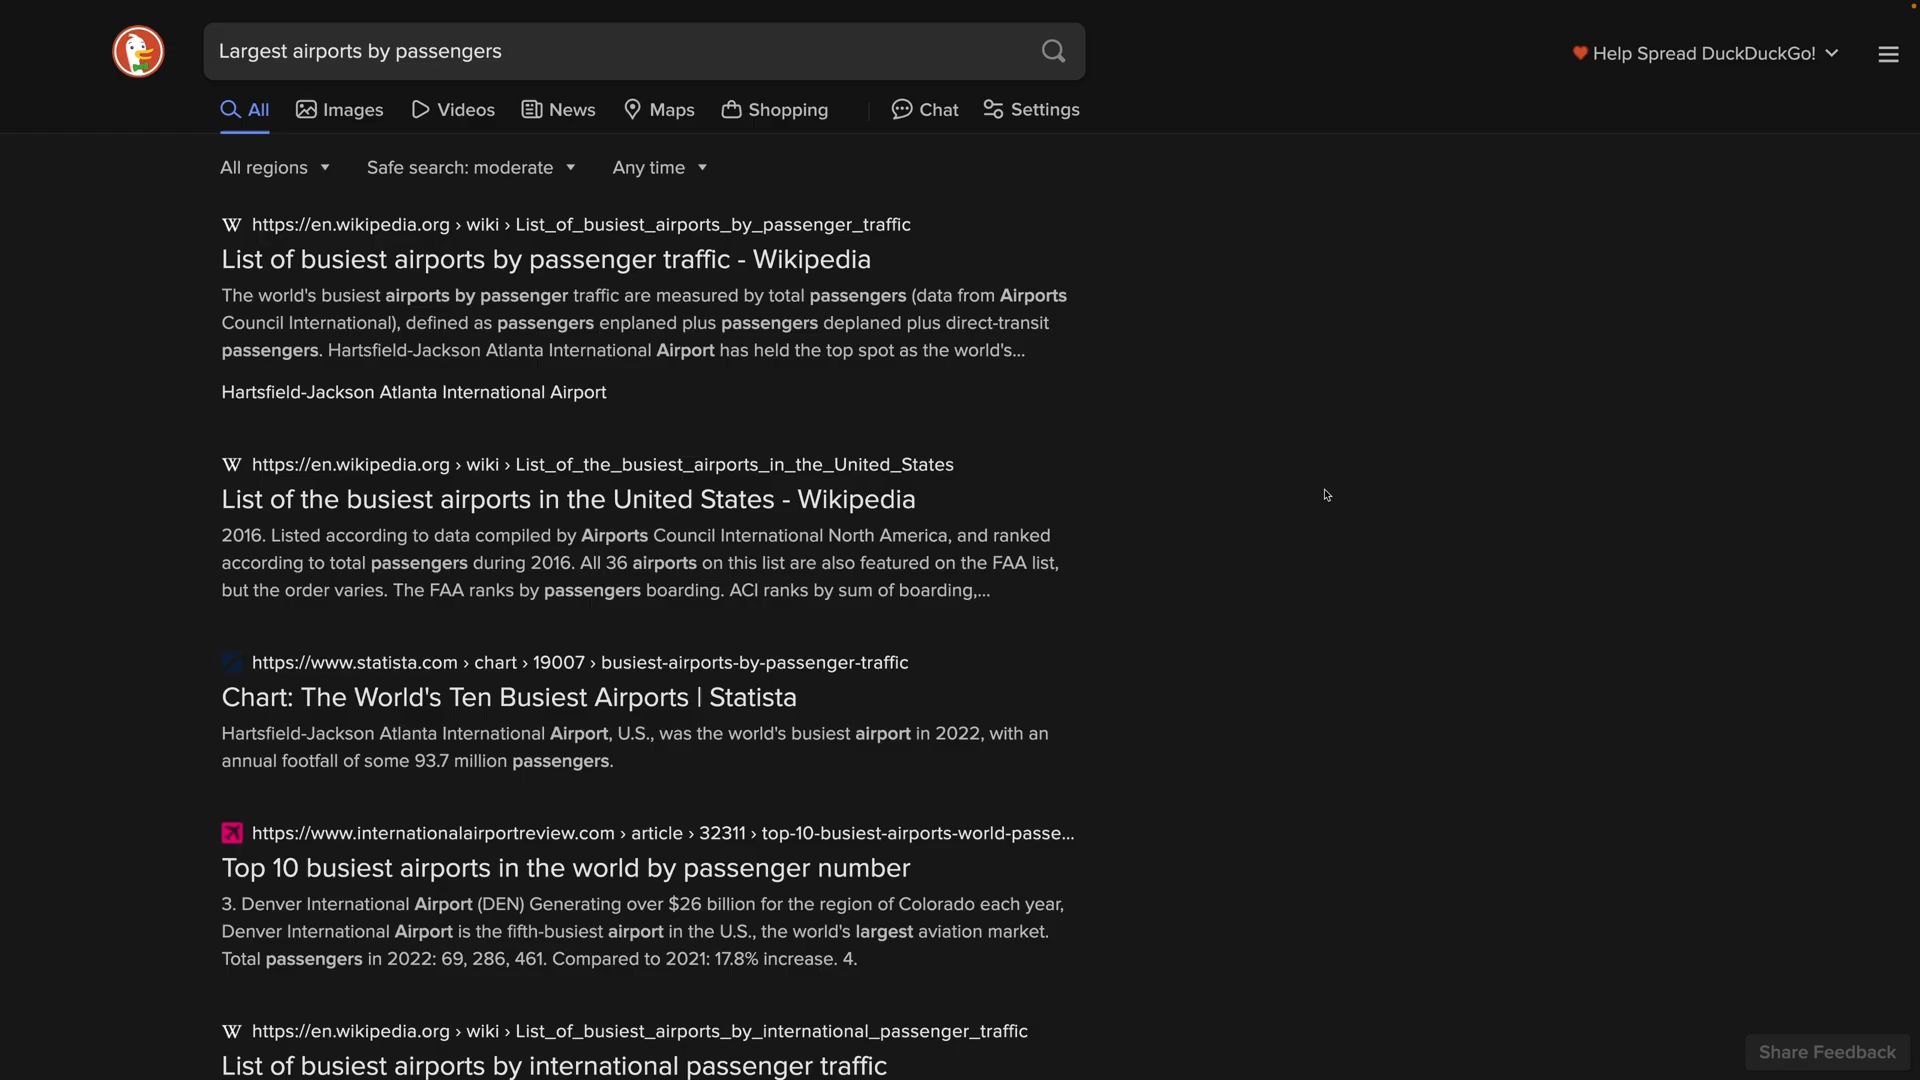 Largest airports by passengers
Help Spread DuckDuckGo!
All Images Videos News Maps Shopping Chat Settings
All regions Safe search: moderate Any time
W https://en.wikipedia.org › wiki › List_of_busiest_airports_by_passenger_traffic
List of busiest airports by passenger traffic - Wikipedia
The world's busiest airports by passenger traffic are measured by total passengers (data from Airports
Council International), defined as passengers enplaned plus passengers deplaned plus direct-transit
passengers. Hartsfield-Jackson Atlanta International Airport has held the top spot as the world's...
Hartsfield-Jackson Atlanta International Airport
W https://en.wikipedia.org › wiki › List_of_the_busiest_airports_in_the_United_States
List of the busiest airports in the United States - Wikipedia
2016. Listed according to data compiled by Airports Council International North America, and ranked
according to total passengers during 2016. All 36 airports on this list are also featured on the FAA list,
but the order varies. The FAA ranks by passengers boarding. ACI ranks by sum of boarding,...
https://www.statista.com › chart › 19007 › busiest-airports-by-passenger-traffic
Chart: The World's Ten Busiest Airports | Statista
Hartsfield-Jackson Atlanta International Airport, U.S., was the world's busiest airport in 2022, with an
annual footfall of some 93.7 million passengers.
https://www.internationalairportreview.com › article › 32311 › top-10-busiest-airports-world-passe...
Top 10 busiest airports in the world by passenger number
3. Denver International Airport (DEN) Generating over $26 billion for the region of Colorado each year,
Denver International Airport is the fifth-busiest airport in the U.S., the world's largest aviation market.
Total passengers in 2022: 69, 286, 461. Compared to 2021: 17.8% increase. 4.
W https://en.wikipedia.org › wiki › List_of_busiest_airports_by_international_passenger_traffic
List of busiest airports by international passenger traffic
Share Feedback